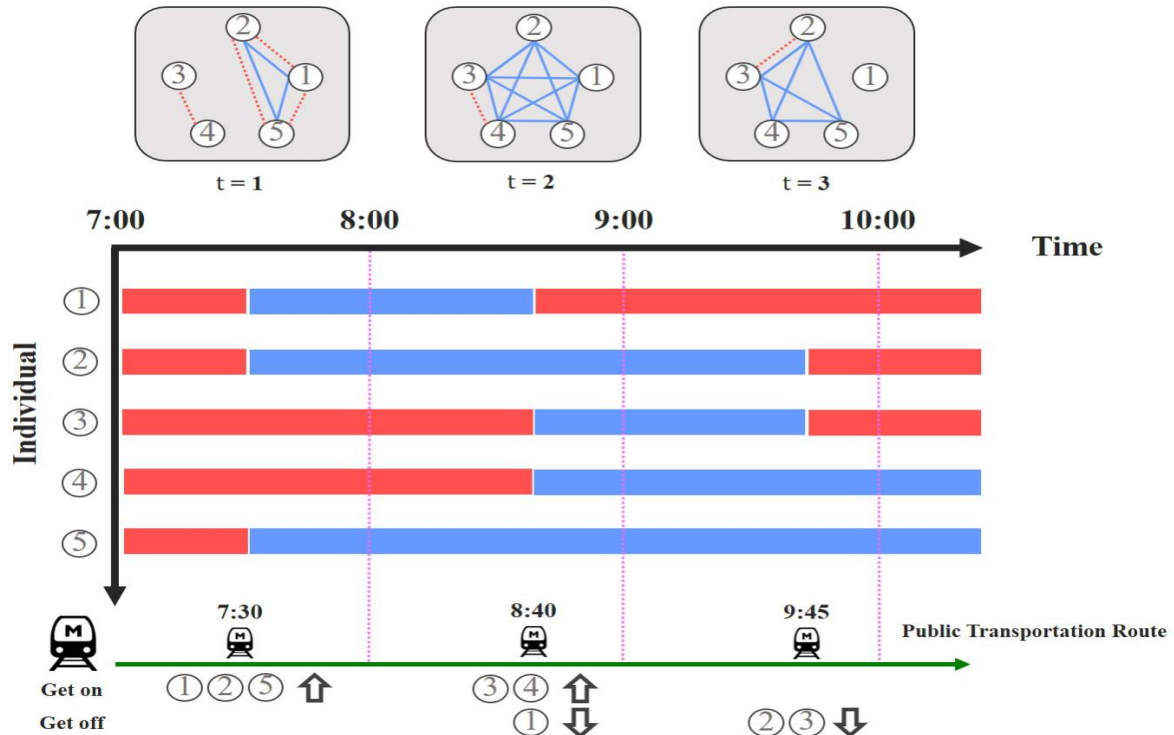 ② ② ②
③ ① ③ ① ③ ①
④ ⑤ ④ ⑤ ④ ⑤
t = 1 t = 2 t = 3
7:00 8:00 9:00 10:00
Time
Individual
①
②
③
④
⑤
7:30 8:40 9:45
M M M M
Public Transportation Route
Get on ① ② ⑤ ③ ④
Get off ① ② ③